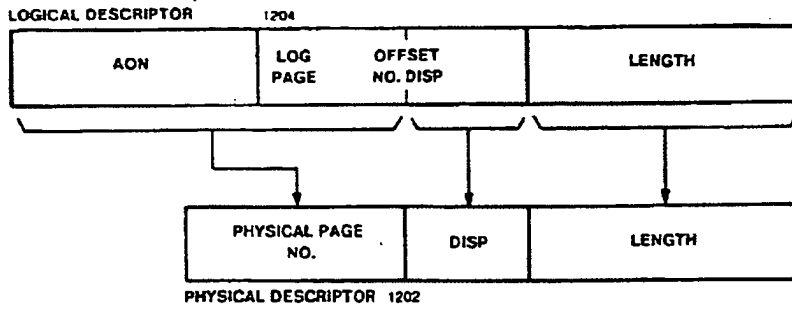 LOGICAL DESCRIPTOR 1204
AON
LOG OFFSET
PAGE NO. DISP
LENGTH
PHYSICAL PAGE
NO.
DISP
LENGTH
PHYSICAL DESCRIPTOR 1202